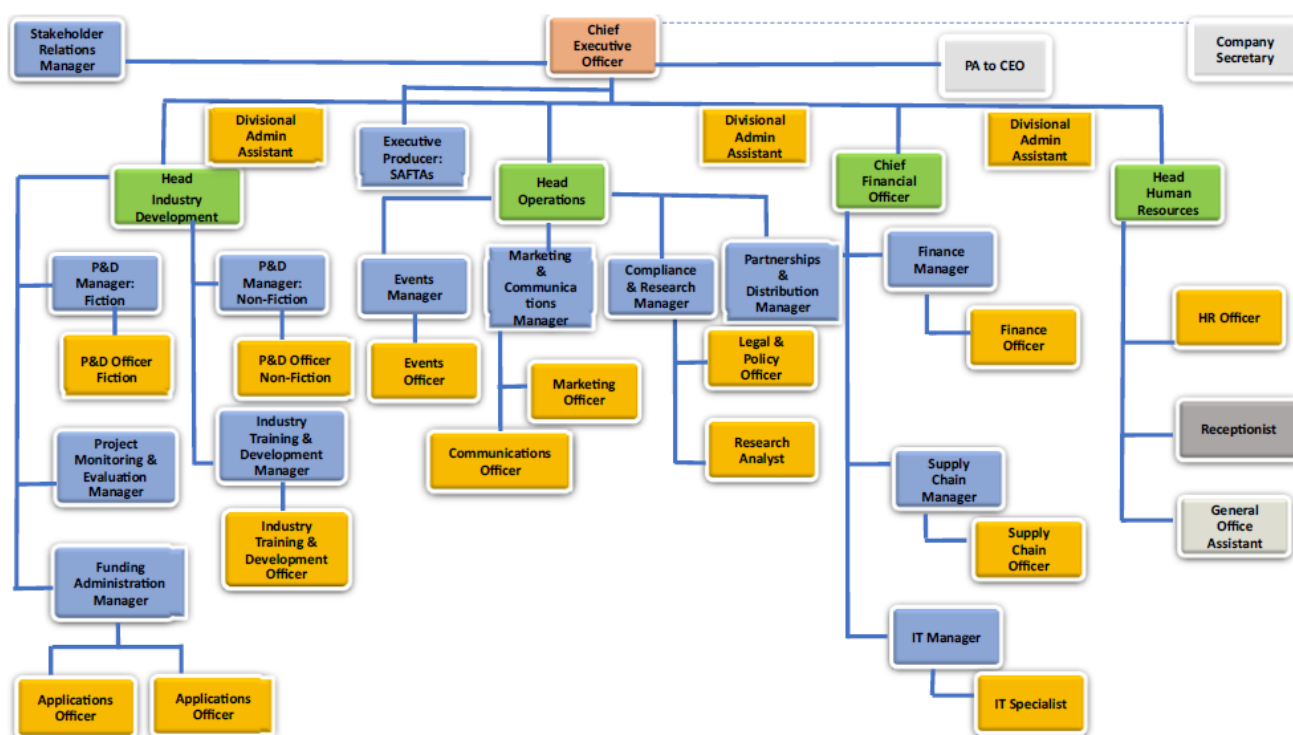 Stakeholder
Relations
Manager
Chief
Executive
Officer
PA to CEO
Company
Secretary
Divisional
Admin
Assistant
Executive
Producer:
SAFTAs
Divisional
Admin
Assistant
Divisional
Admin
Assistant
Head
Industry
Development
Head
Operations
Chief
Financial
Officer
Head
Human
Resources
P&D
Manager:
Fiction
P&D Manager:
Non-Fiction
Events
Manager
Marketing
&
Communications
Manager
Compliance
& Research
Manager
Partnerships
&
Distribution
Manager
Finance
Manager
P&D Officer
Fiction
P&D Officer
Non-Fiction
Events
Officer
Marketing
Officer
Legal &
Policy
Officer
Finance
Officer
HR Officer
Project
Monitoring &
Evaluation
Manager
Industry
Training &
Development
Manager
Communications
Officer
Research
Analyst
Supply
Chain
Manager
Receptionist
Industry
Training &
Development
Officer
Supply
Chain
Officer
General
Office
Assistant
Funding
Administration
Manager
IT Manager
Applications
Officer
Applications
Officer
IT Specialist